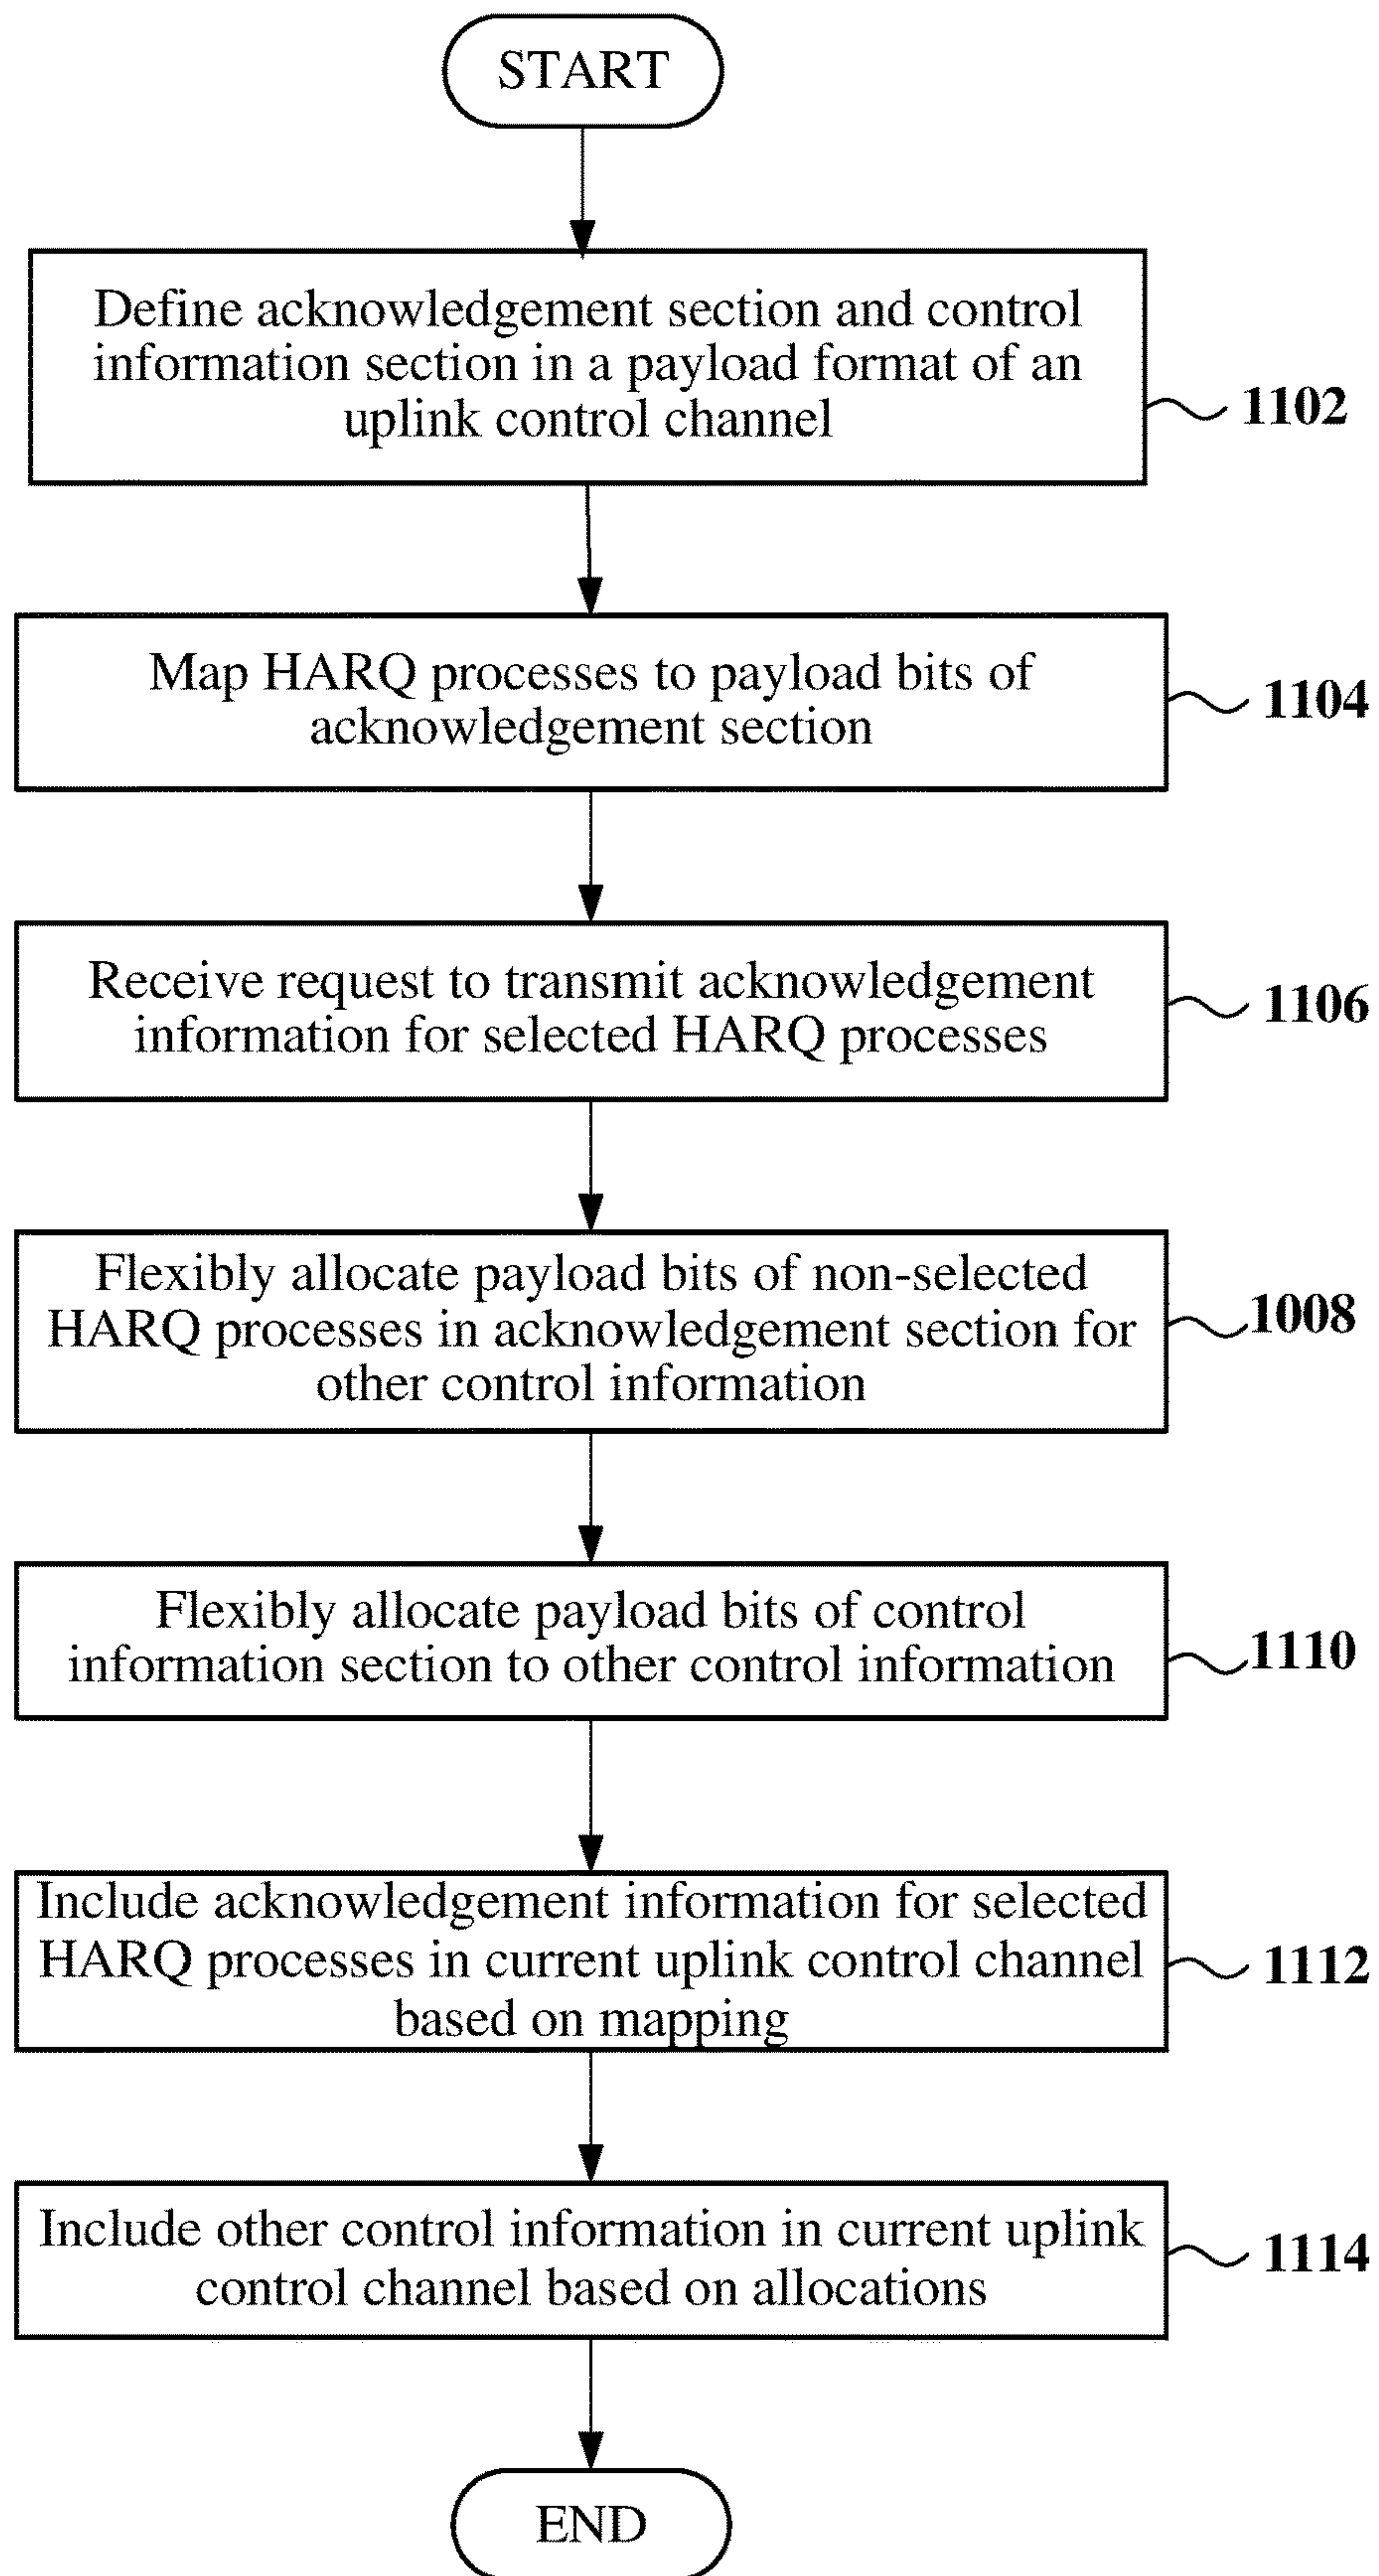 START
Define acknowledgement section and control
information section in a payload format of an
uplink control channel
1102
Map HARQ processes to payload bits of
acknowledgement section
1104
Receive request to transmit acknowledgement
information for selected HARQ processes
1106
Flexibly allocate payload bits of non-selected
HARQ processes in acknowledgement section for
other control information
1008
Flexibly allocate payload bits of control
information section to other control information
1110
Include acknowledgement information for selected
HARQ processes in current uplink control channel
based on mapping
1112
Include other control information in current uplink
control channel based on allocations
1114
END